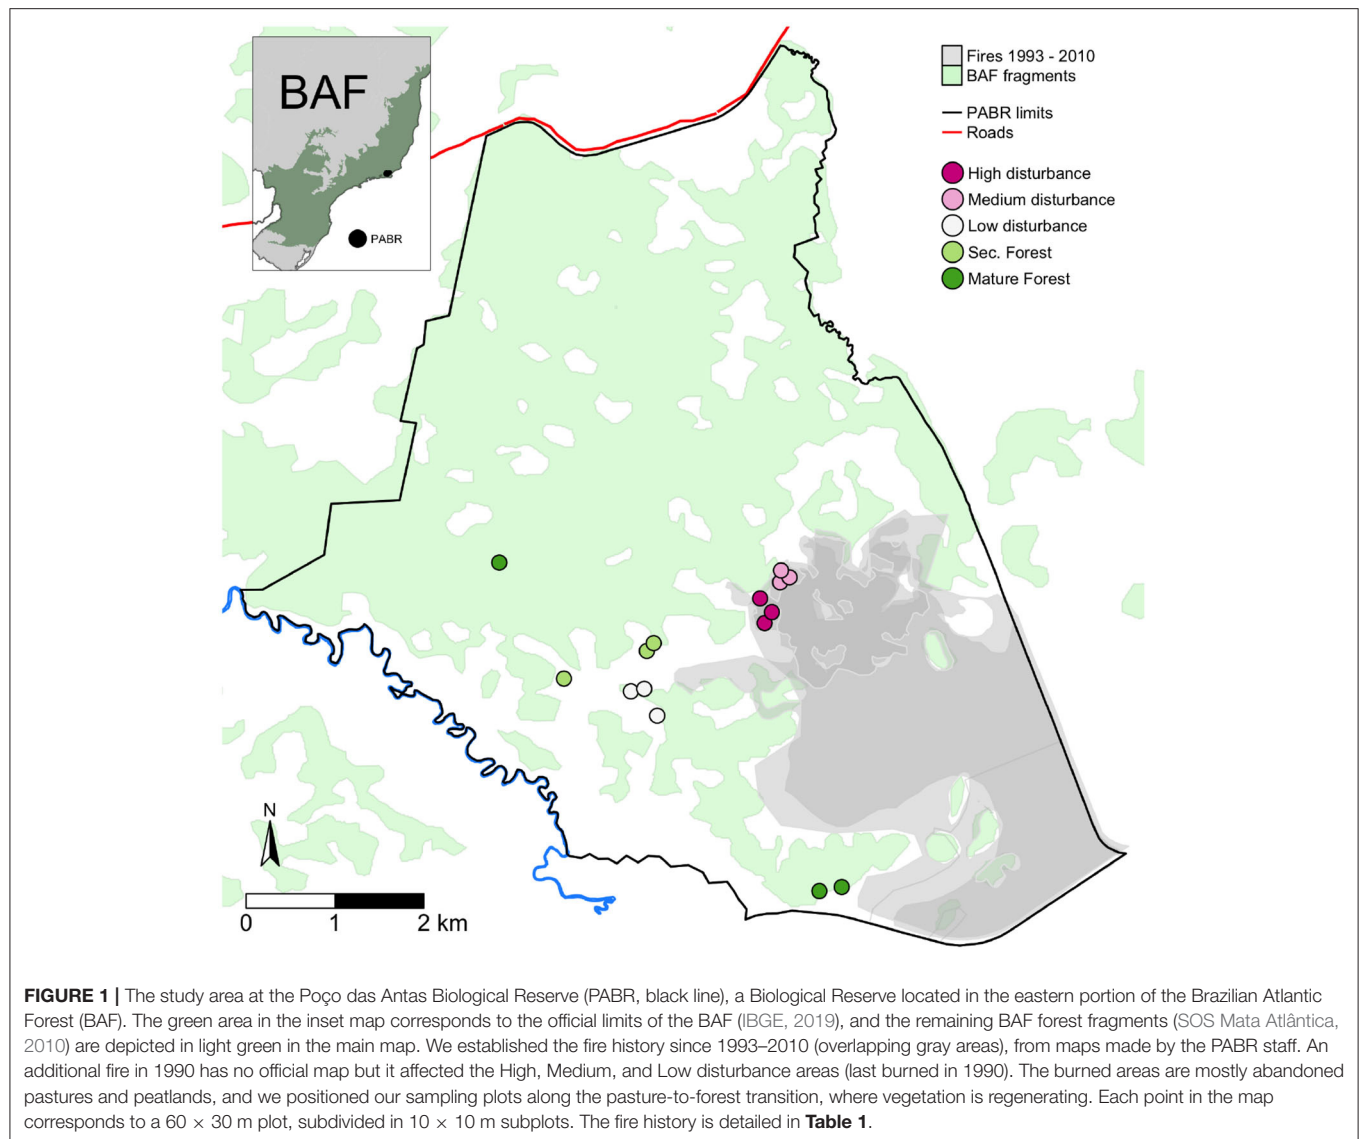 BAF
PABR
Fires 1993 - 2010
BAF fragments
PABR limits
Roads
High disturbance
Medium disturbance
Low disturbance
Sec. Forest
Mature Forest
N
0 1 2 km
FIGURE 1 | The study area at the Poço das Antas Biological Reserve (PABR, black line), a Biological Reserve located in the eastern portion of the Brazilian Atlantic
Forest (BAF). The green area in the inset map corresponds to the official limits of the BAF (IBGE, 2019), and the remaining BAF forest fragments (SOS Mata Atlântica,
2010) are depicted in light green in the main map. We established the fire history since 1993–2010 (overlapping gray areas), from maps made by the PABR staff. An
additional fire in 1990 has no official map but it affected the High, Medium, and Low disturbance areas (last burned in 1990). The burned areas are mostly abandoned
pastures and peatlands, and we positioned our sampling plots along the pasture-to-forest transition, where vegetation is regenerating. Each point in the map
corresponds to a 60 × 30 m plot, subdivided in 10 × 10 m subplots. The fire history is detailed in Table 1.